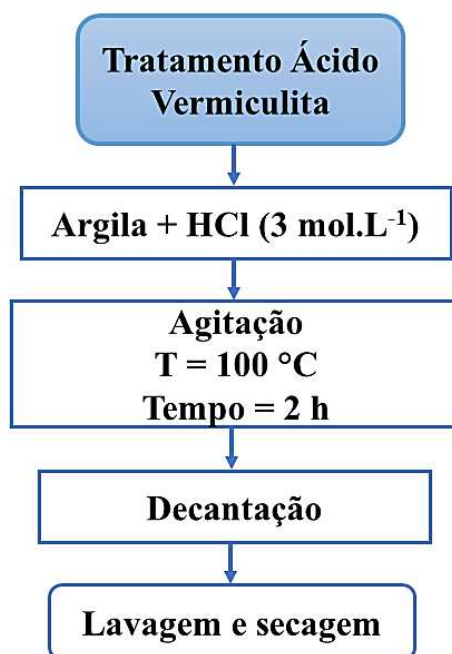 Tratamento Ácido
Vermiculita
Argila + HCl (3 mol.L⁻¹)
Agitação
T = 100 °C
Tempo = 2 h
Decantação
Lavagem e secagem